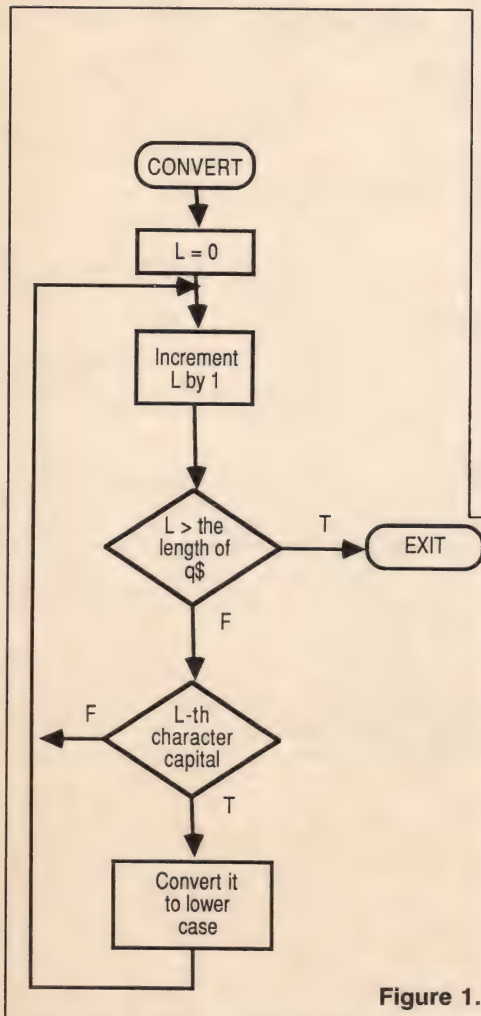 CONVERT
L = 0
Increment
L by 1
L > the
length of
q$
T
EXIT
F
L-th
character
capital
F
T
Convert it
to lower
case
Figure 1.